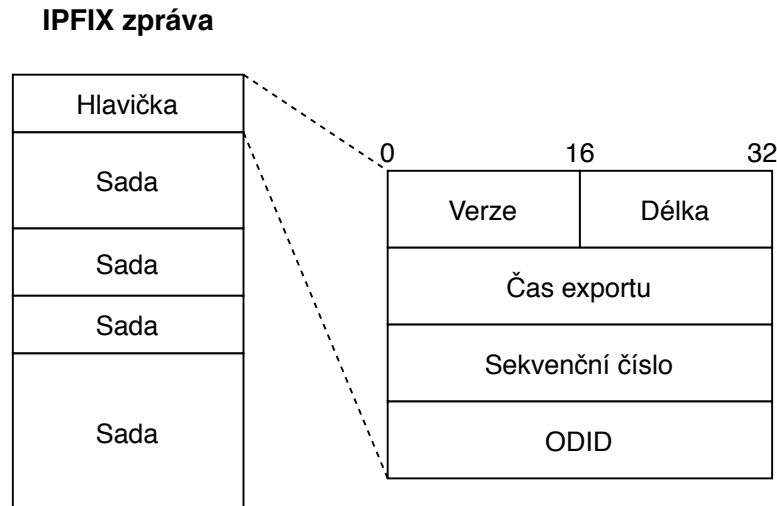 IPFIX zpráva
Hlavička
Sada
Sada
Sada
Sada
0 16 32
Verze Délka
Čas exportu
Sekvenční číslo
ODID